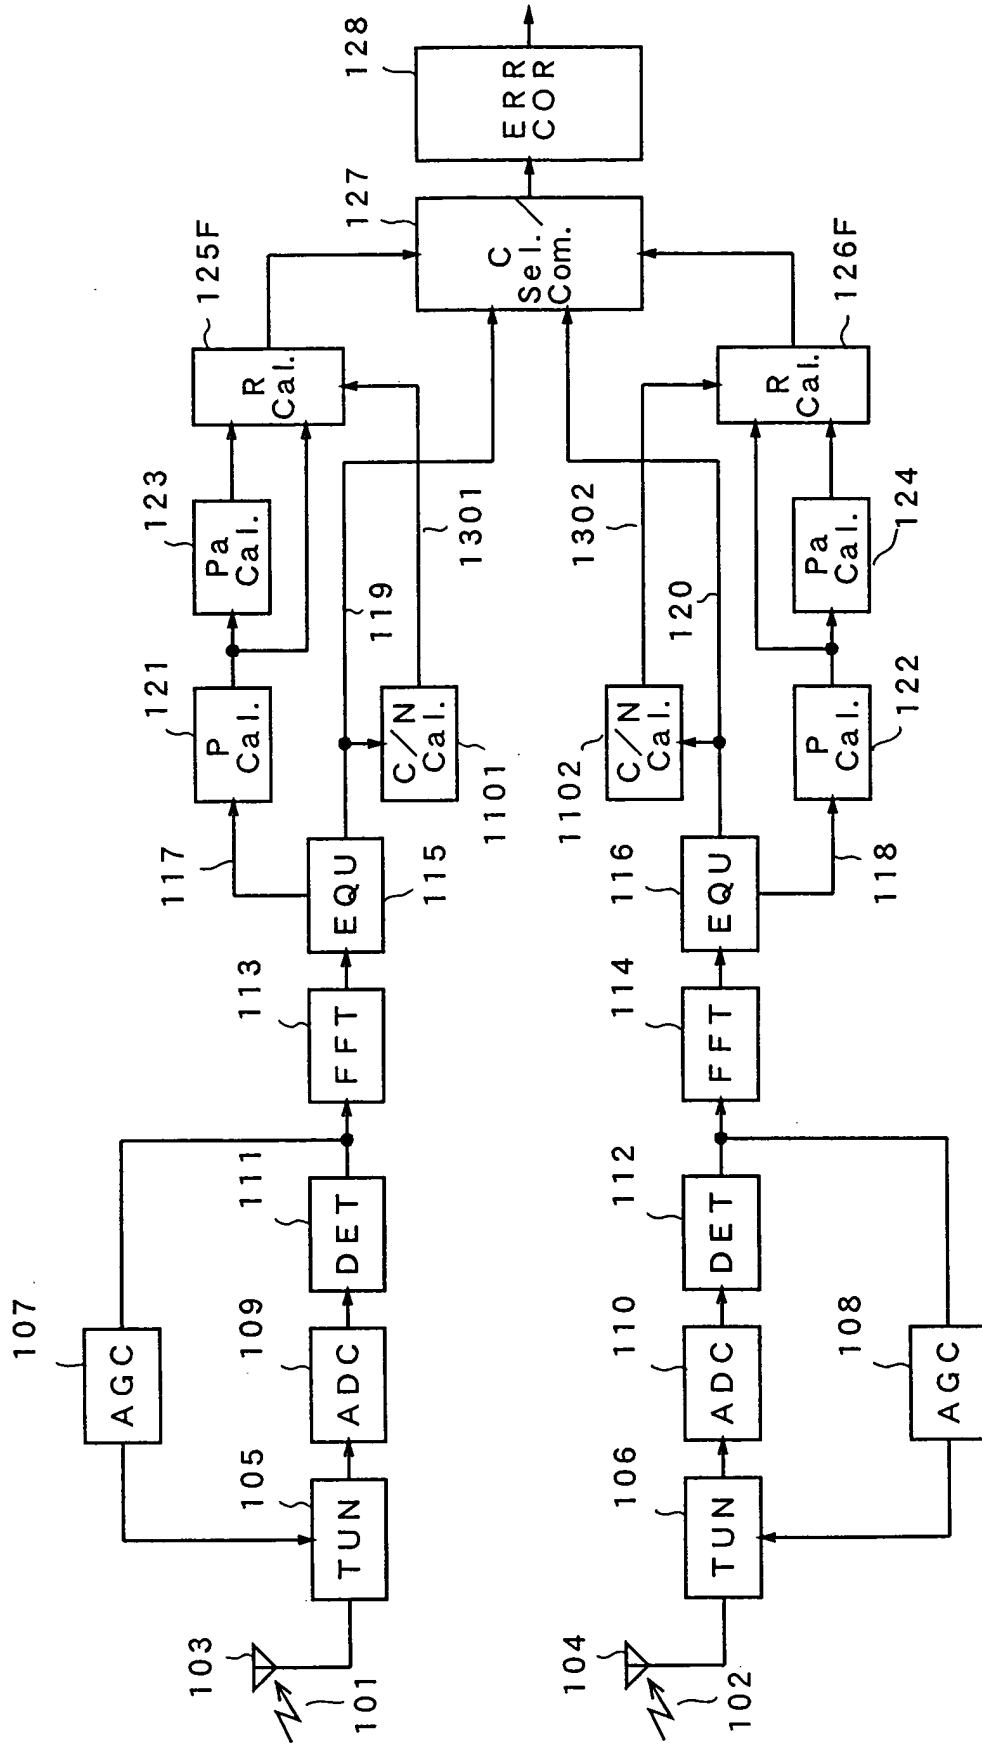 103
101
105
TUN
107
AGC
109
ADC
111
DET
113
FFT
115
EQU
117
119
121
P
Cal.
123
Pa
Cal.
1101
C/N
Cal.
1301
125F
R
Cal.
127
C
Sel./
Com.
128
ERR
COR
104
102
106
TUN
108
AGC
110
ADC
112
DET
114
FFT
116
EQU
118
120
122
P
Cal.
124
Pa
Cal.
1102
C/N
Cal.
1302
126F
R
Cal.